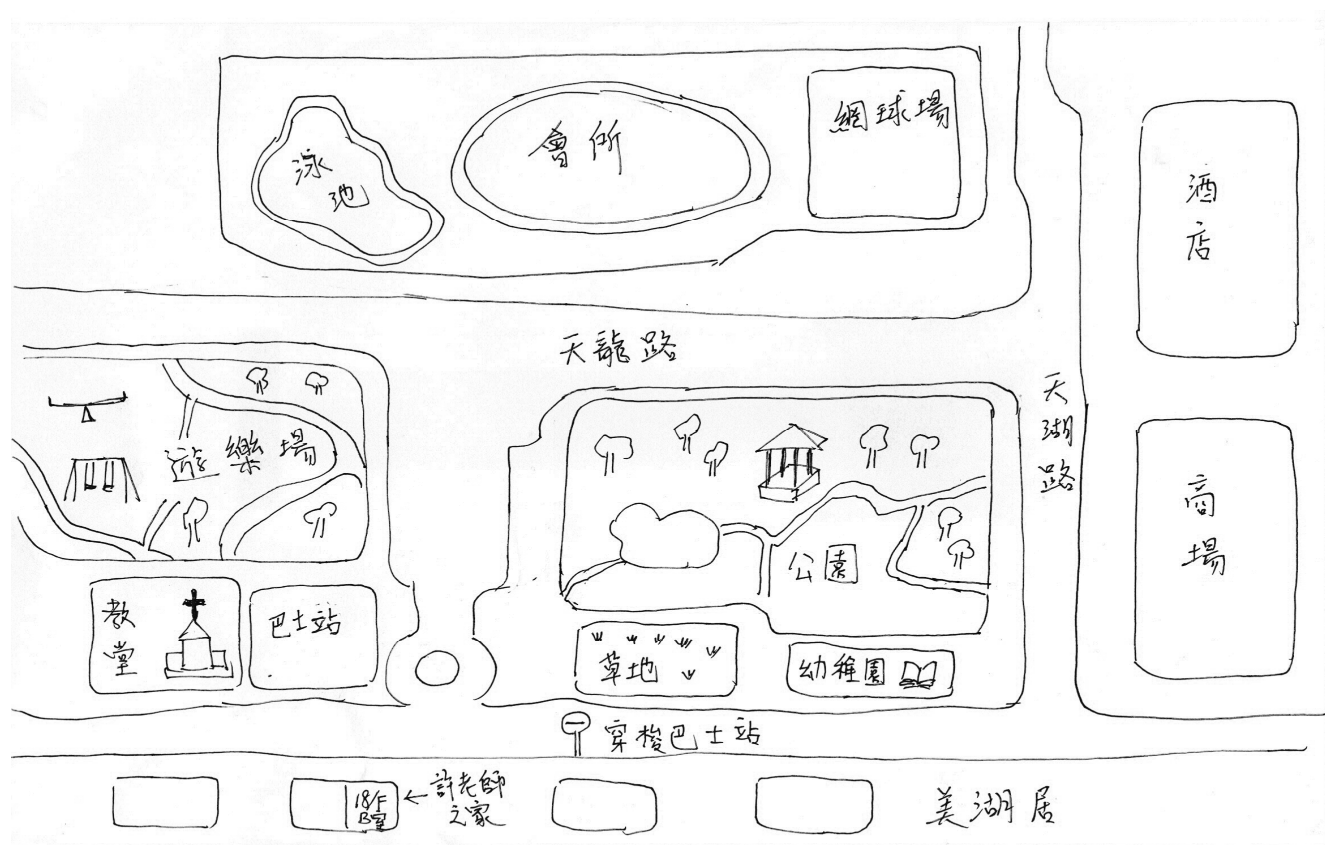 泳池
會所
網球場
酒店
天龍路
天湖路
遊樂場
公園
商場
教堂
巴士站
草地
幼稚園
穿梭巴士站
18/F
B室
←許老師
之家
美湖居